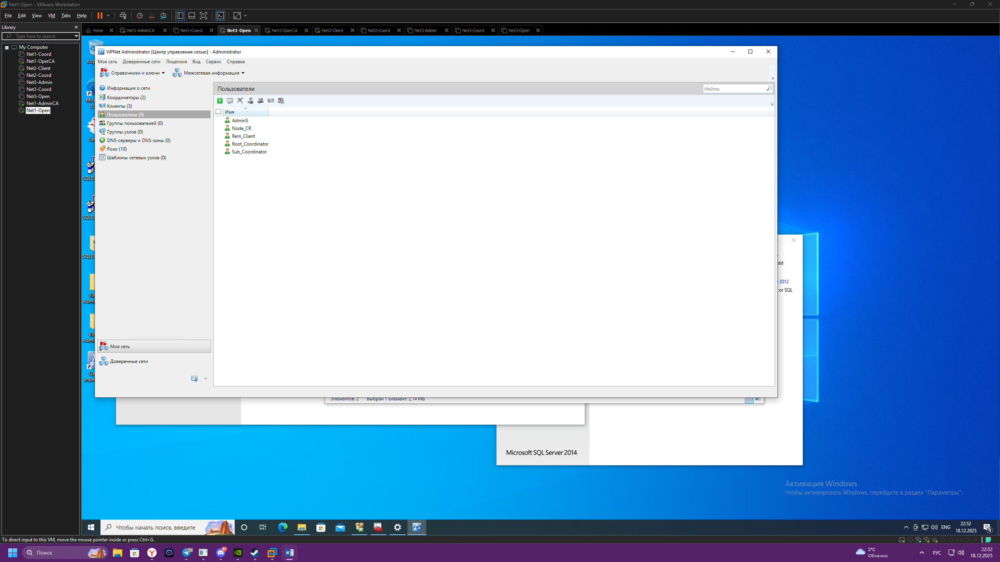 Net1-Open - VMware Workstation
File Edit View VM Tabs Help
Library
Type here to search
My Computer
Net1-Coord
Net1-OperCA
Net2-Client
Net2-Coord
Net3-Admin
Net3-Coord
Net3-Open
Net1-AdminCA
Net1-Open
Home Net1-AdminCA Net1-Coord Net1-Open Net1-OperCA Net2-Client Net2-Coord Net3-Admin Net3-Coord Net3-Open
ViPNet Administrator [Центр управления сетью] - Administrator
Моя сеть Доверенные сети Лицензия Вид Сервис Справка
Справочники и ключи Межсетевая информация
Информация о сети
Координаторы (2)
Клиенты (3)
Пользователи (5)
Группы пользователей (0)
Группы узлов (0)
DNS-серверы и DNS-зоны (0)
Роли (10)
Шаблоны сетевых узлов (0)
Моя сеть
Доверенные сети
Пользователи
Найти
Имя
AdminS
Node_CR
Rem_Client
Root_Coordinator
Sub_Coordinator
dd
2012
or SQL
Элементов: 2 Выбран 1 элемент: 2,14 МБ
Microsoft SQL Server 2014
Активация Windows
Чтобы активировать Windows, перейдите в раздел "Параметры".
Чтобы начать поиск, введите
ENG
22:52
18.12.2025
6
To direct input to this VM, move the mouse pointer inside or press Ctrl+G.
Поиск
9+
2°C
Облачно
РУС
22:52
18.12.2025